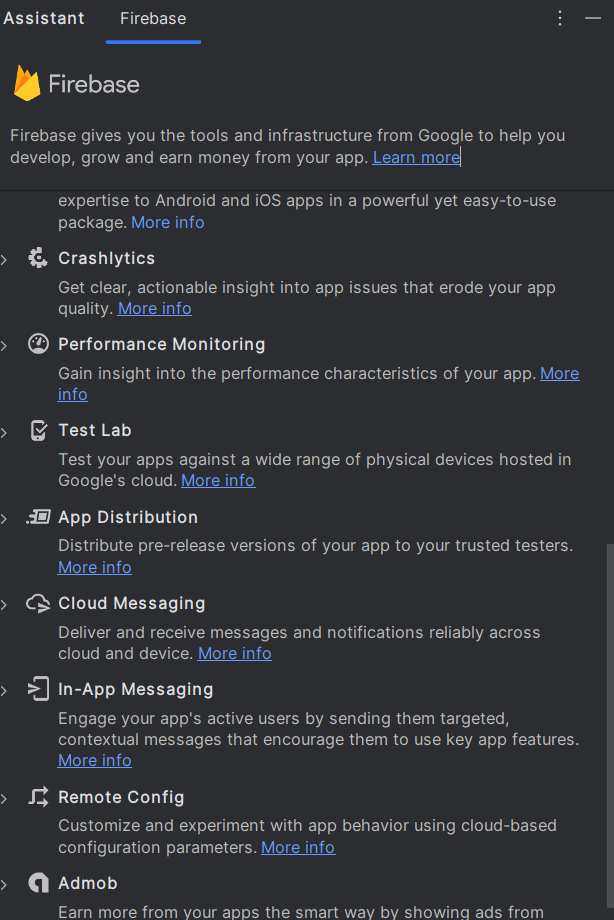 Assistant
Firebase
Firebase
Firebase gives you the tools and infrastructure from Google to help you
develop, grow and earn money from your app. Learn more
expertise to Android and iOS apps in a powerful yet easy-to-use
package. More info
Crashlytics
Get clear, actionable insight into app issues that erode your app
quality. More info
Performance Monitoring
Gain insight into the performance characteristics of your app. More
info
Test Lab
Test your apps against a wide range of physical devices hosted in
Google's cloud. More info
App Distribution
Distribute pre-release versions of your app to your trusted testers.
More info
Cloud Messaging
Deliver and receive messages and notifications reliably across
cloud and device. More info
In-App Messaging
Engage your app's active users by sending them targeted,
contextual messages that encourage them to use key app features.
More info
Remote Config
Customize and experiment with app behavior using cloud-based
configuration parameters. More info
Admob
Earn more from your apps the smart way by showing ads from